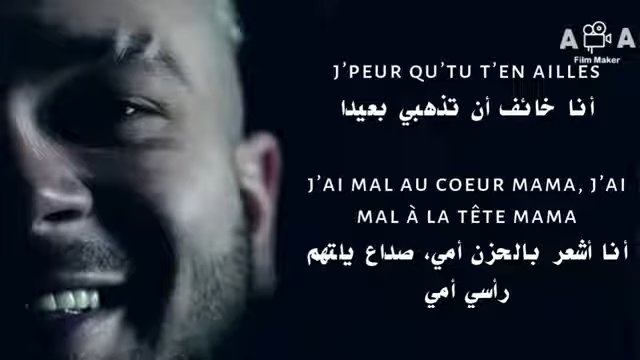 A A
Film Maker
J'PEUR QU'TU T'EN AILLES
أنا خائف أن تذهبي بعيدا
J'AI MAL AU COEUR MAMA, J'AI
MAL À LA TÊTE MAMA
أنا أشعر بالحزن أمي، صداع يلتهم
رأسي أمي